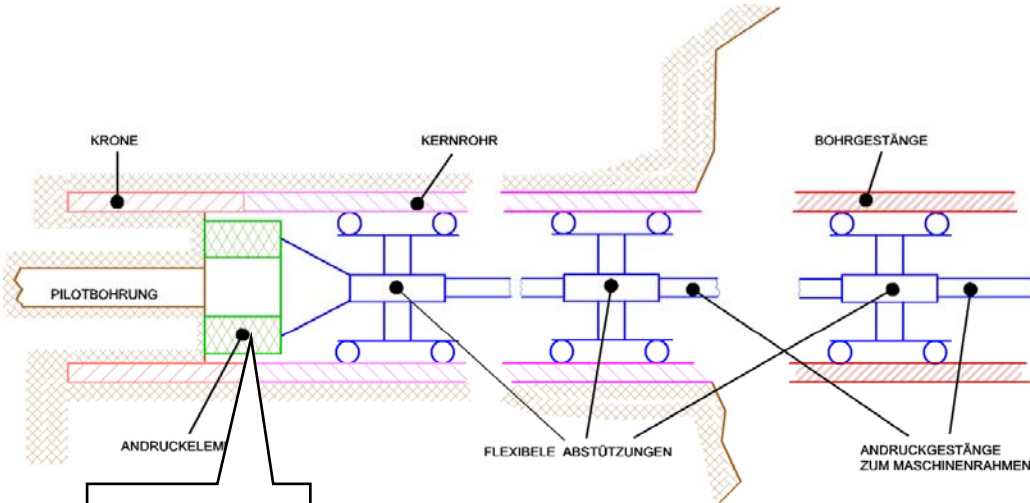 KRONE
KERNROHR
BOHRGESTÄNGE
PILOTBOHRUNG
FLEXIBELE ABSTÜTZUNGEN
ANDRUCKGESTÄNGE
ZUM MASCHINENRAHMEN